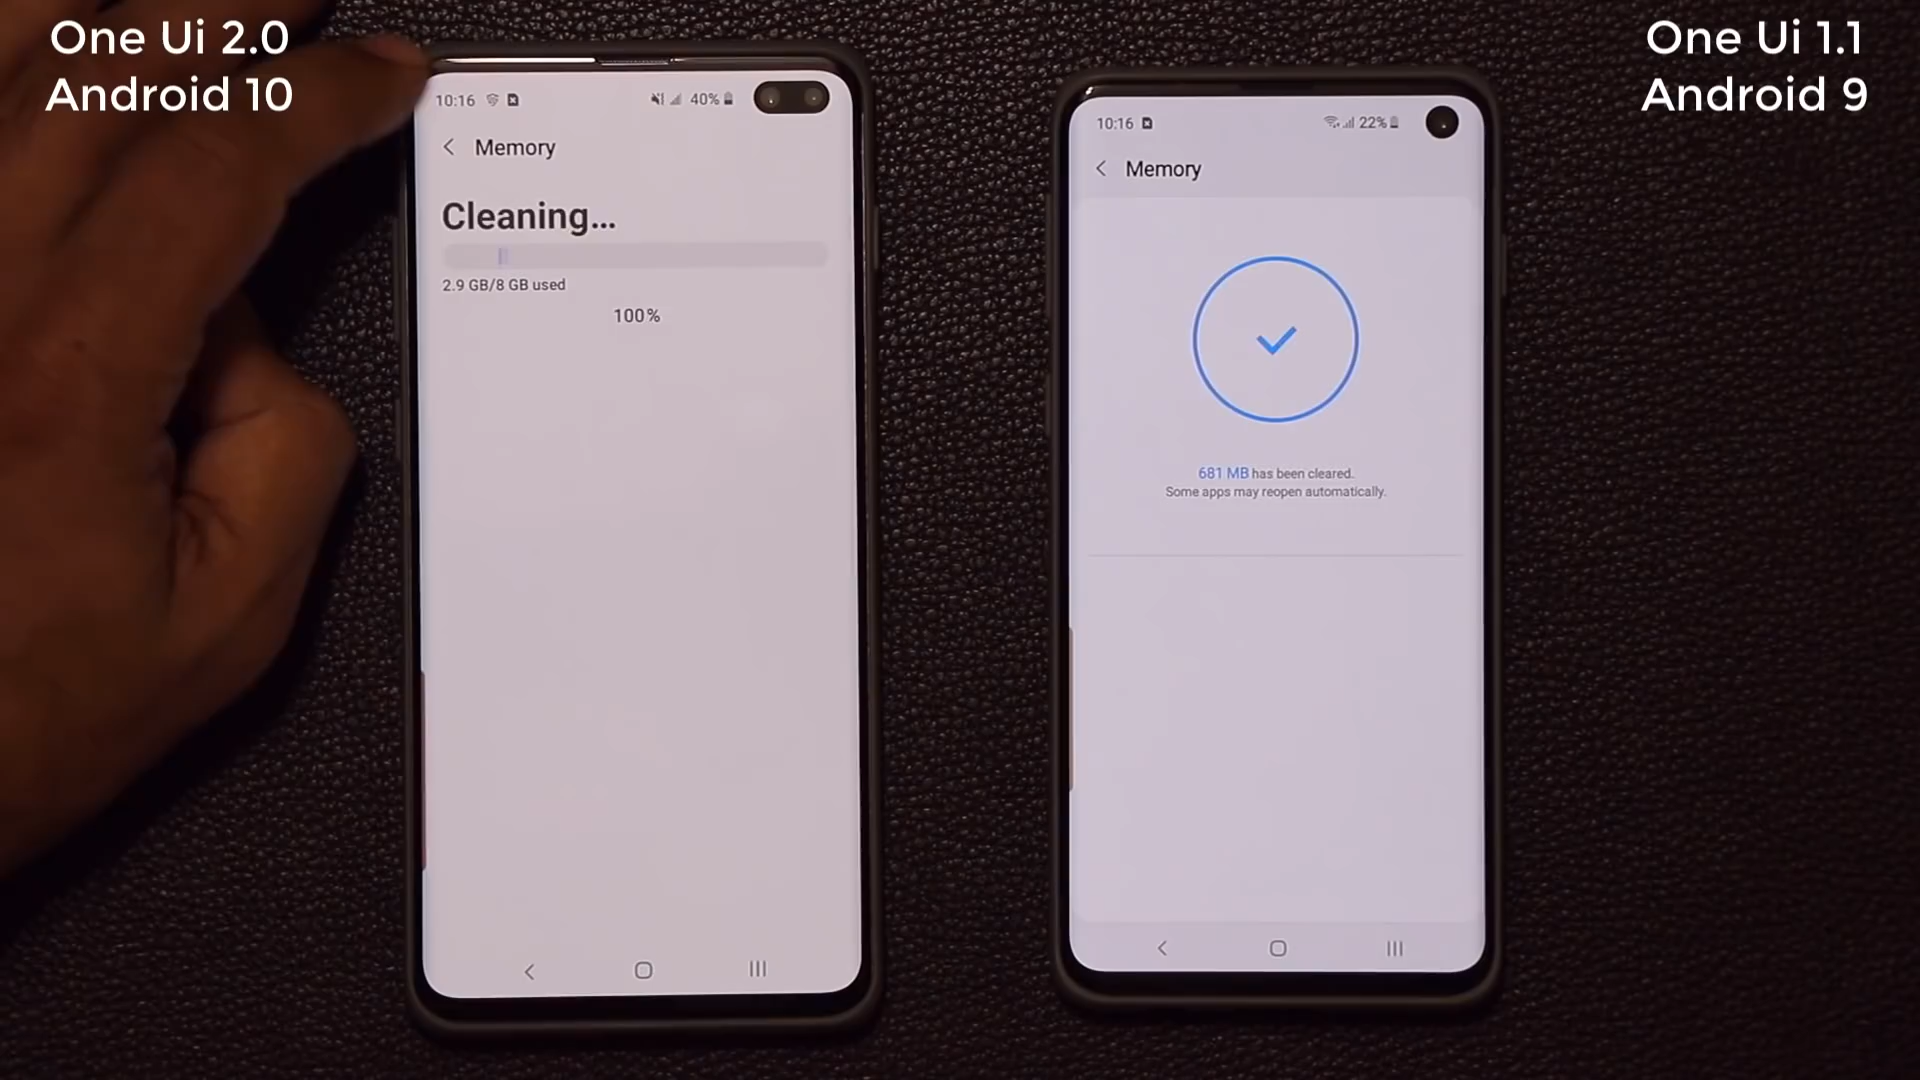 One Ui 2.0
Android 10
One Ui 1.1
Android 9
10:16
40%
Memory
Cleaning...
2.9 GB/8 GB used
100%
10:16
22%
Memory
681 MB has been cleared.
Some apps may reopen automatically.